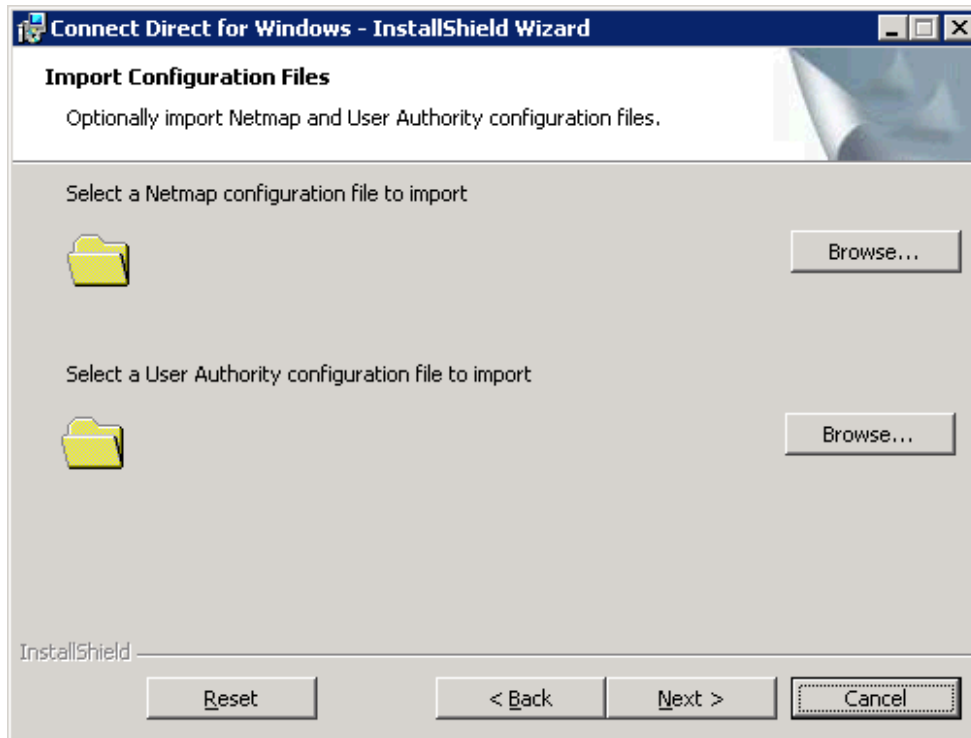 Connect Direct for Windows - InstallShield Wizard
Import Configuration Files
Optionally import Netmap and User Authority configuration files.
Select a Netmap configuration file to import
Browse...
Select a User Authority configuration file to import
Browse...
InstallShield
Reset
< Back
Next >
Cancel